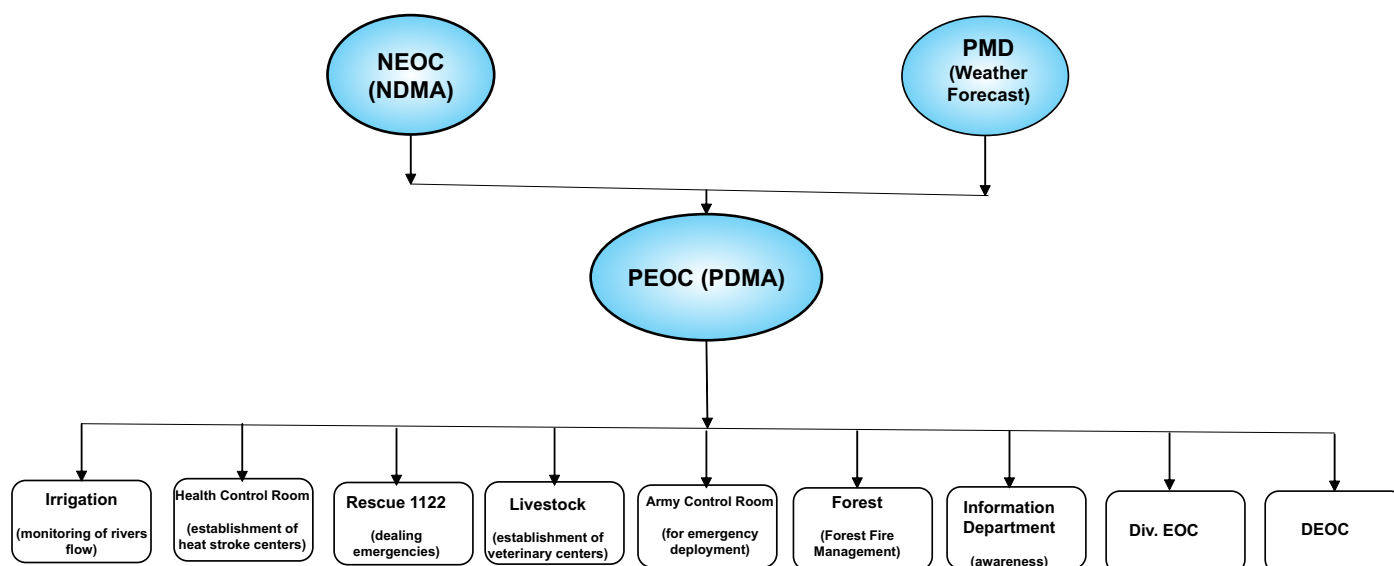 NEOC
(NDMA)
PMD
(Weather
Forecast)
PEOC (PDMA)
Irrigation
(monitoring of rivers
flow)
Health Control Room
(establishment of
heat stroke centers)
Rescue 1122
(dealing
emergencies)
Livestock
(establishment of
veterinary centers)
Army Control Room
(for emergency
deployment)
Forest
(Forest Fire
Management)
Information
Department
(awareness)
Div. EOC
DEOC